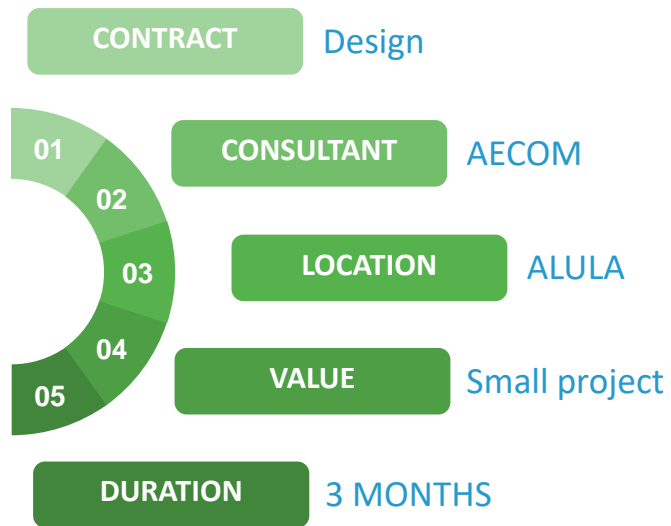 CONTRACT Design
01
CONSULTANT AECOM
02
LOCATION ALULA
03
VALUE Small project
04
05
DURATION 3 MONTHS